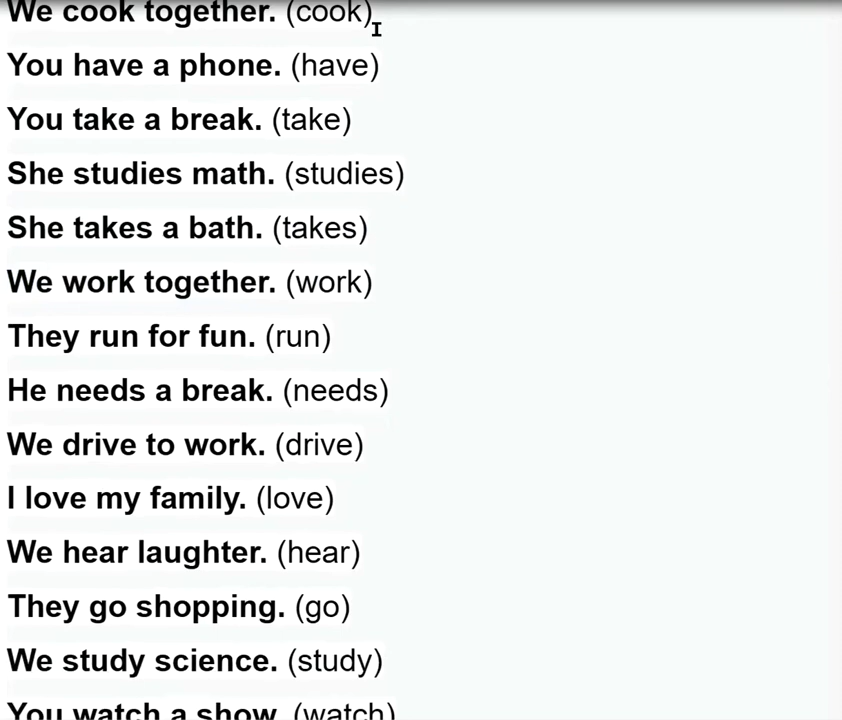 We cook together. (cook)
You have a phone. (have)
You take a break. (take)
She studies math. (studies)
She takes a bath. (takes)
We work together. (work)
They run for fun. (run)
He needs a break. (needs)
We drive to work. (drive)
I love my family. (love)
We hear laughter. (hear)
They go shopping. (go)
We study science. (study)
You watch a show. (watch)